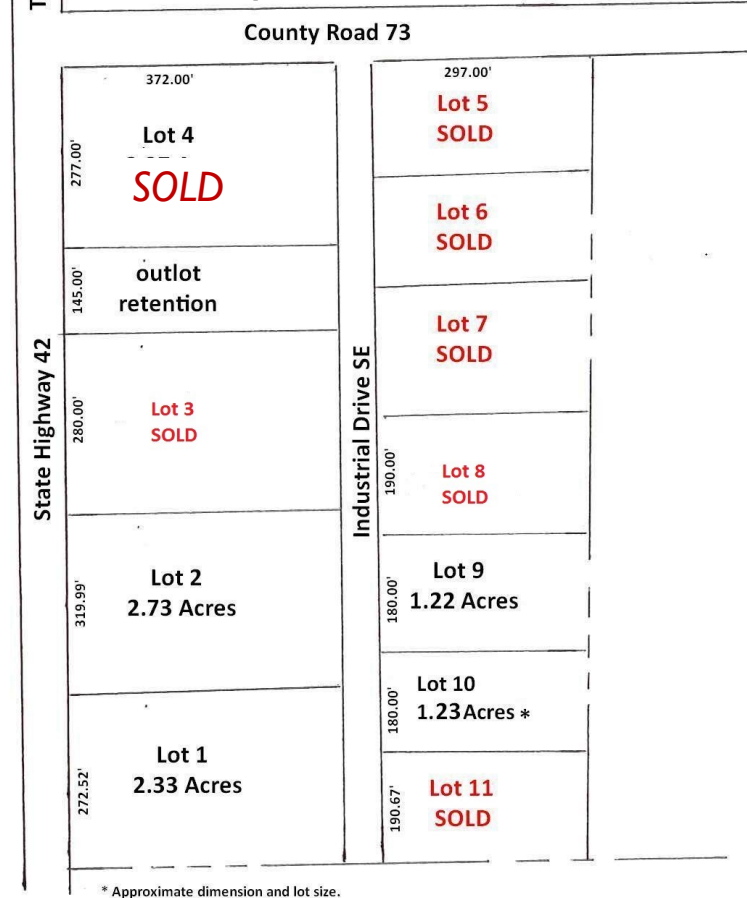 County Road 73
372.00'
297.00'
Lot 4
SOLD
277.00'
Lot 5
SOLD
Lot 6
SOLD
outlot
retention
145.00'
Lot 7
SOLD
State Highway 42
Industrial Drive SE
Lot 3
SOLD
280.00'
Lot 8
SOLD
190.00'
Lot 2
2.73 Acres
319.99'
Lot 9
1.22 Acres
180.00'
Lot 10
1.23 Acres *
180.00'
Lot 1
2.33 Acres
272.52'
Lot 11
SOLD
190.67'
* Approximate dimension and lot size.